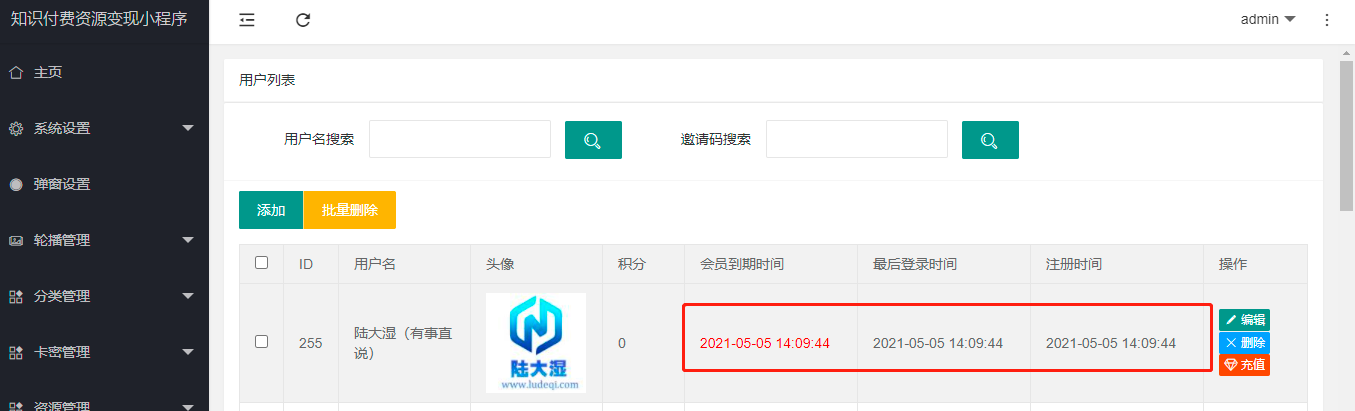 知识付费资源变现小程序
admin
主页
系统设置
弹窗设置
轮播管理
分类管理
卡密管理
资源管理
用户列表
用户名搜索
邀请码搜索
添加
批量删除
ID
用户名
头像
积分
会员到期时间
最后登录时间
注册时间
操作
255
陆大湿（有事直
说）
陆大湿
www.ludeqi.com
0
2021-05-05 14:09:44
2021-05-05 14:09:44
2021-05-05 14:09:44
编辑
删除
充值